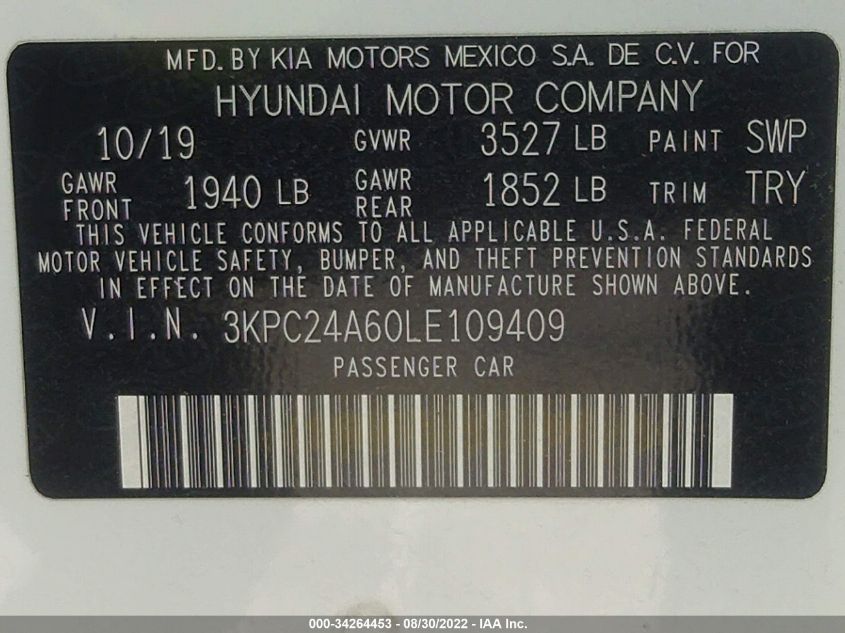 MFD. BY KIA MOTORS MEXICO S.A. DE C.V. FOR
HYUNDAI MOTOR COMPANY
10/19 GVWR 3527 LB PAINT SWP
GAWR FRONT 1940 LB GAWR REAR 1852 LB TRIM TRY
THIS VEHICLE CONFORMS TO ALL APPLICABLE U.S.A. FEDERAL
MOTOR VEHICLE SAFETY, BUMPER, AND THEFT PREVENTION STANDARDS
IN EFFECT ON THE DATE OF MANUFACTURE SHOWN ABOVE.
V.I.N. 3KPC24A60LE109409
PASSENGER CAR
000-34264453 - 08/30/2022 - IAA Inc.